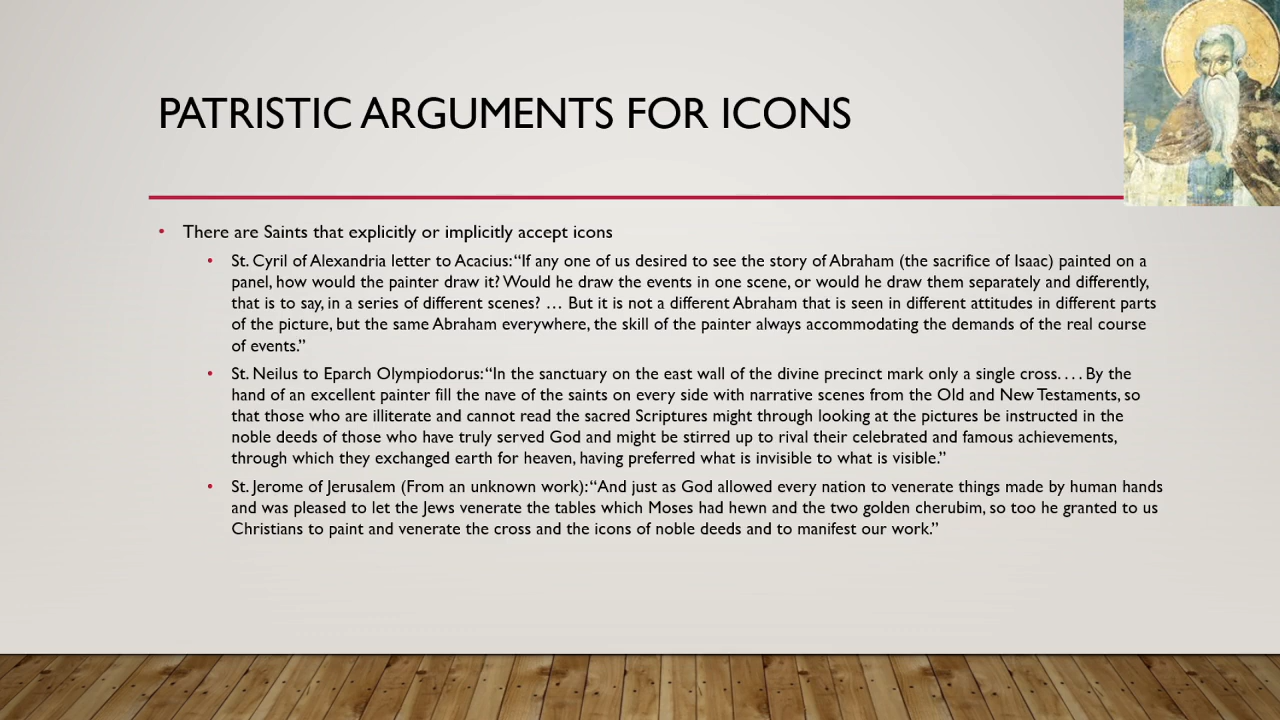 PATRISTIC ARGUMENTS FOR ICONS
• There are Saints that explicitly or implicitly accept icons
• St. Cyril of Alexandria letter to Acacius: “If any one of us desired to see the story of Abraham (the sacrifice of Isaac) painted on a
panel, how would the painter draw it? Would he draw the events in one scene, or would he draw them separately and differently,
that is to say, in a series of different scenes? … But it is not a different Abraham that is seen in different attitudes in different parts
of the picture, but the same Abraham everywhere, the skill of the painter always accommodating the demands of the real course
of events.”
• St. Neilus to Eparch Olympiodorus: “In the sanctuary on the east wall of the divine precinct mark only a single cross. . . . By the
hand of an excellent painter fill the nave of the saints on every side with narrative scenes from the Old and New Testaments, so
that those who are illiterate and cannot read the sacred Scriptures might through looking at the pictures be instructed in the
noble deeds of those who have truly served God and might be stirred up to rival their celebrated and famous achievements,
through which they exchanged earth for heaven, having preferred what is invisible to what is visible.”
• St. Jerome of Jerusalem (From an unknown work): “And just as God allowed every nation to venerate things made by human hands
and was pleased to let the Jews venerate the tables which Moses had hewn and the two golden cherubim, so too he granted to us
Christians to paint and venerate the cross and the icons of noble deeds and to manifest our work.”